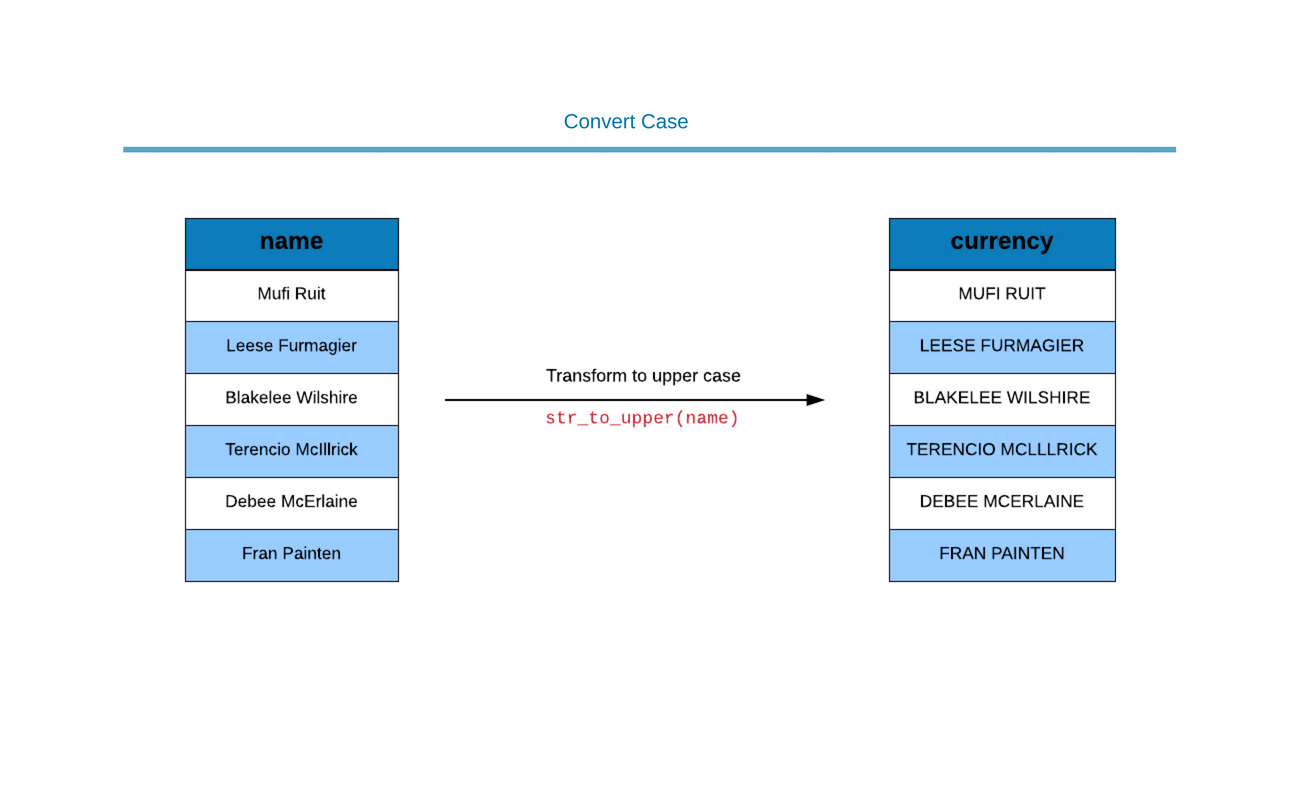 Convert Case
name
Mufi Ruit
Leese Furmagier
Blakelee Wilshire
Terencio McIllrick
Debee McErlaine
Fran Painten
Transform to upper case
str_to_upper(name)
currency
MUFI RUIT
LEESE FURMAGIER
BLAKELEE WILSHIRE
TERENCIO MCLLLRICK
DEBEE MCERLAINE
FRAN PAINTEN